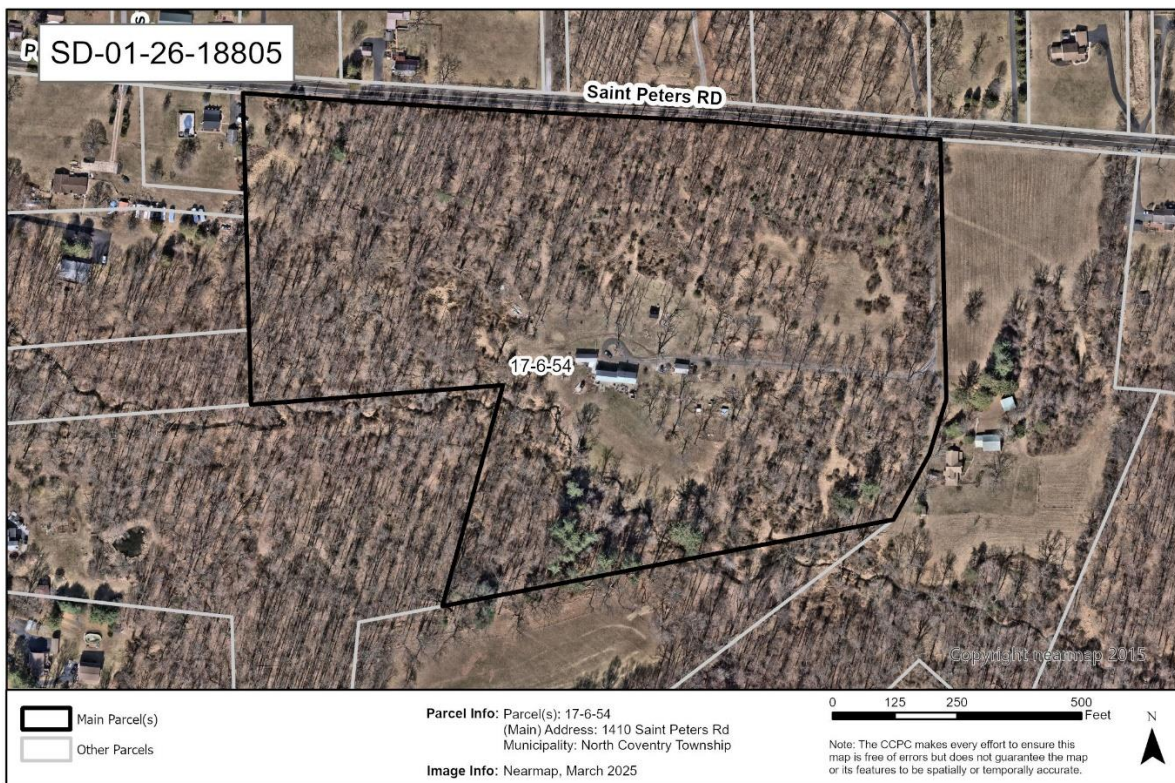 SD-01-26-18805
Saint Peters RD
17-6-54
Copyright nearmap 2015
Main Parcel(s)
Other Parcels
Parcel Info: Parcel(s): 17-6-54
(Main) Address: 1410 Saint Peters Rd
Municipality: North Coventry Township
Image Info: Nearmap, March 2025
0 125 250 500
Feet
Note: The CCPC makes every effort to ensure this
map is free of errors but does not guarantee the map
or its features to be spatially or temporally accurate.
N